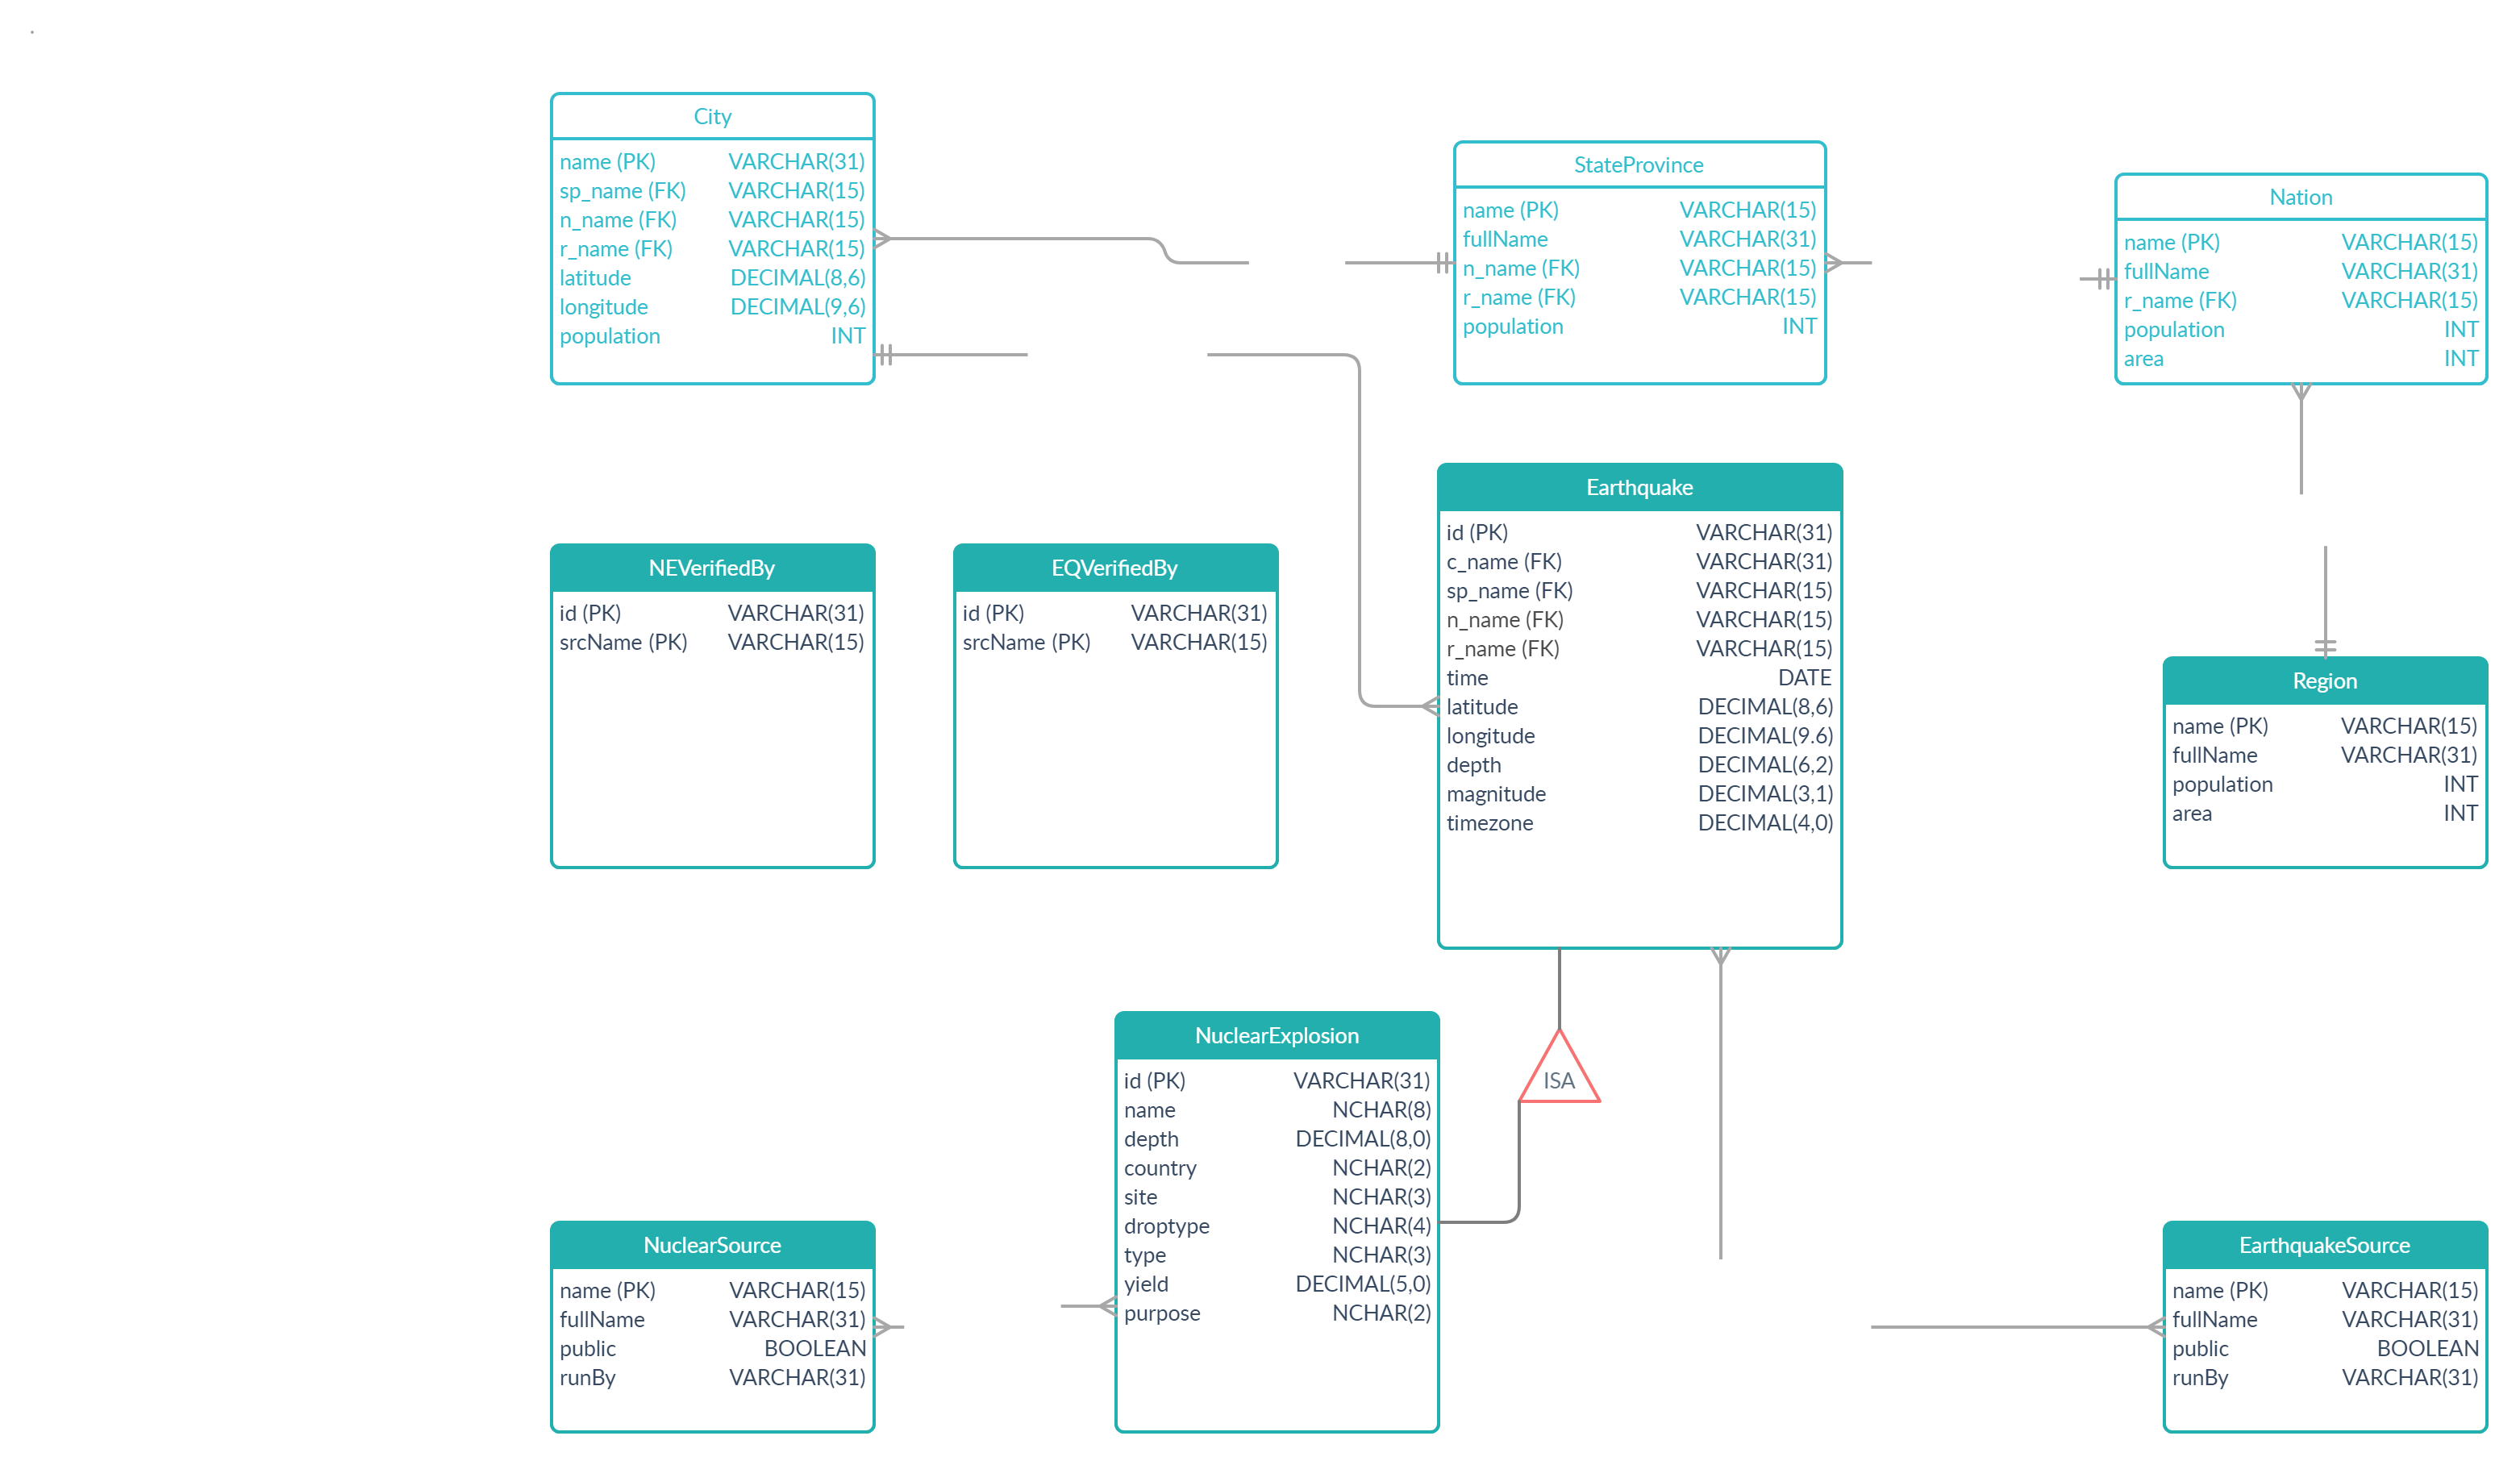 City
name (PK) VARCHAR(31)
sp_name (FK) VARCHAR(15)
n_name (FK) VARCHAR(15)
r_name (FK) VARCHAR(15)
latitude DECIMAL(8,6)
longitude DECIMAL(9,6)
population INT
StateProvince
name (PK) VARCHAR(15)
fullName VARCHAR(31)
n_name (FK) VARCHAR(15)
r_name (FK) VARCHAR(15)
population INT
Nation
name (PK) VARCHAR(15)
fullName VARCHAR(31)
r_name (FK) VARCHAR(15)
population INT
area INT
NEVerifiedBy
id (PK) VARCHAR(31)
srcName (PK) VARCHAR(15)
EQVerifiedBy
id (PK) VARCHAR(31)
srcName (PK) VARCHAR(15)
Earthquake
id (PK) VARCHAR(31)
c_name (FK) VARCHAR(31)
sp_name (FK) VARCHAR(15)
n_name (FK) VARCHAR(15)
r_name (FK) VARCHAR(15)
time DATE
latitude DECIMAL(8,6)
longitude DECIMAL(9.6)
depth DECIMAL(6,2)
magnitude DECIMAL(3,1)
timezone DECIMAL(4,0)
Region
name (PK) VARCHAR(15)
fullName VARCHAR(31)
population INT
area INT
NuclearExplosion
id (PK) VARCHAR(31)
name NCHAR(8)
depth DECIMAL(8,0)
country NCHAR(2)
site NCHAR(3)
droptype NCHAR(4)
type NCHAR(3)
yield DECIMAL(5,0)
purpose NCHAR(2)
ISA
NuclearSource
name (PK) VARCHAR(15)
fullName VARCHAR(31)
public BOOLEAN
runBy VARCHAR(31)
EarthquakeSource
name (PK) VARCHAR(15)
fullName VARCHAR(31)
public BOOLEAN
runBy VARCHAR(31)